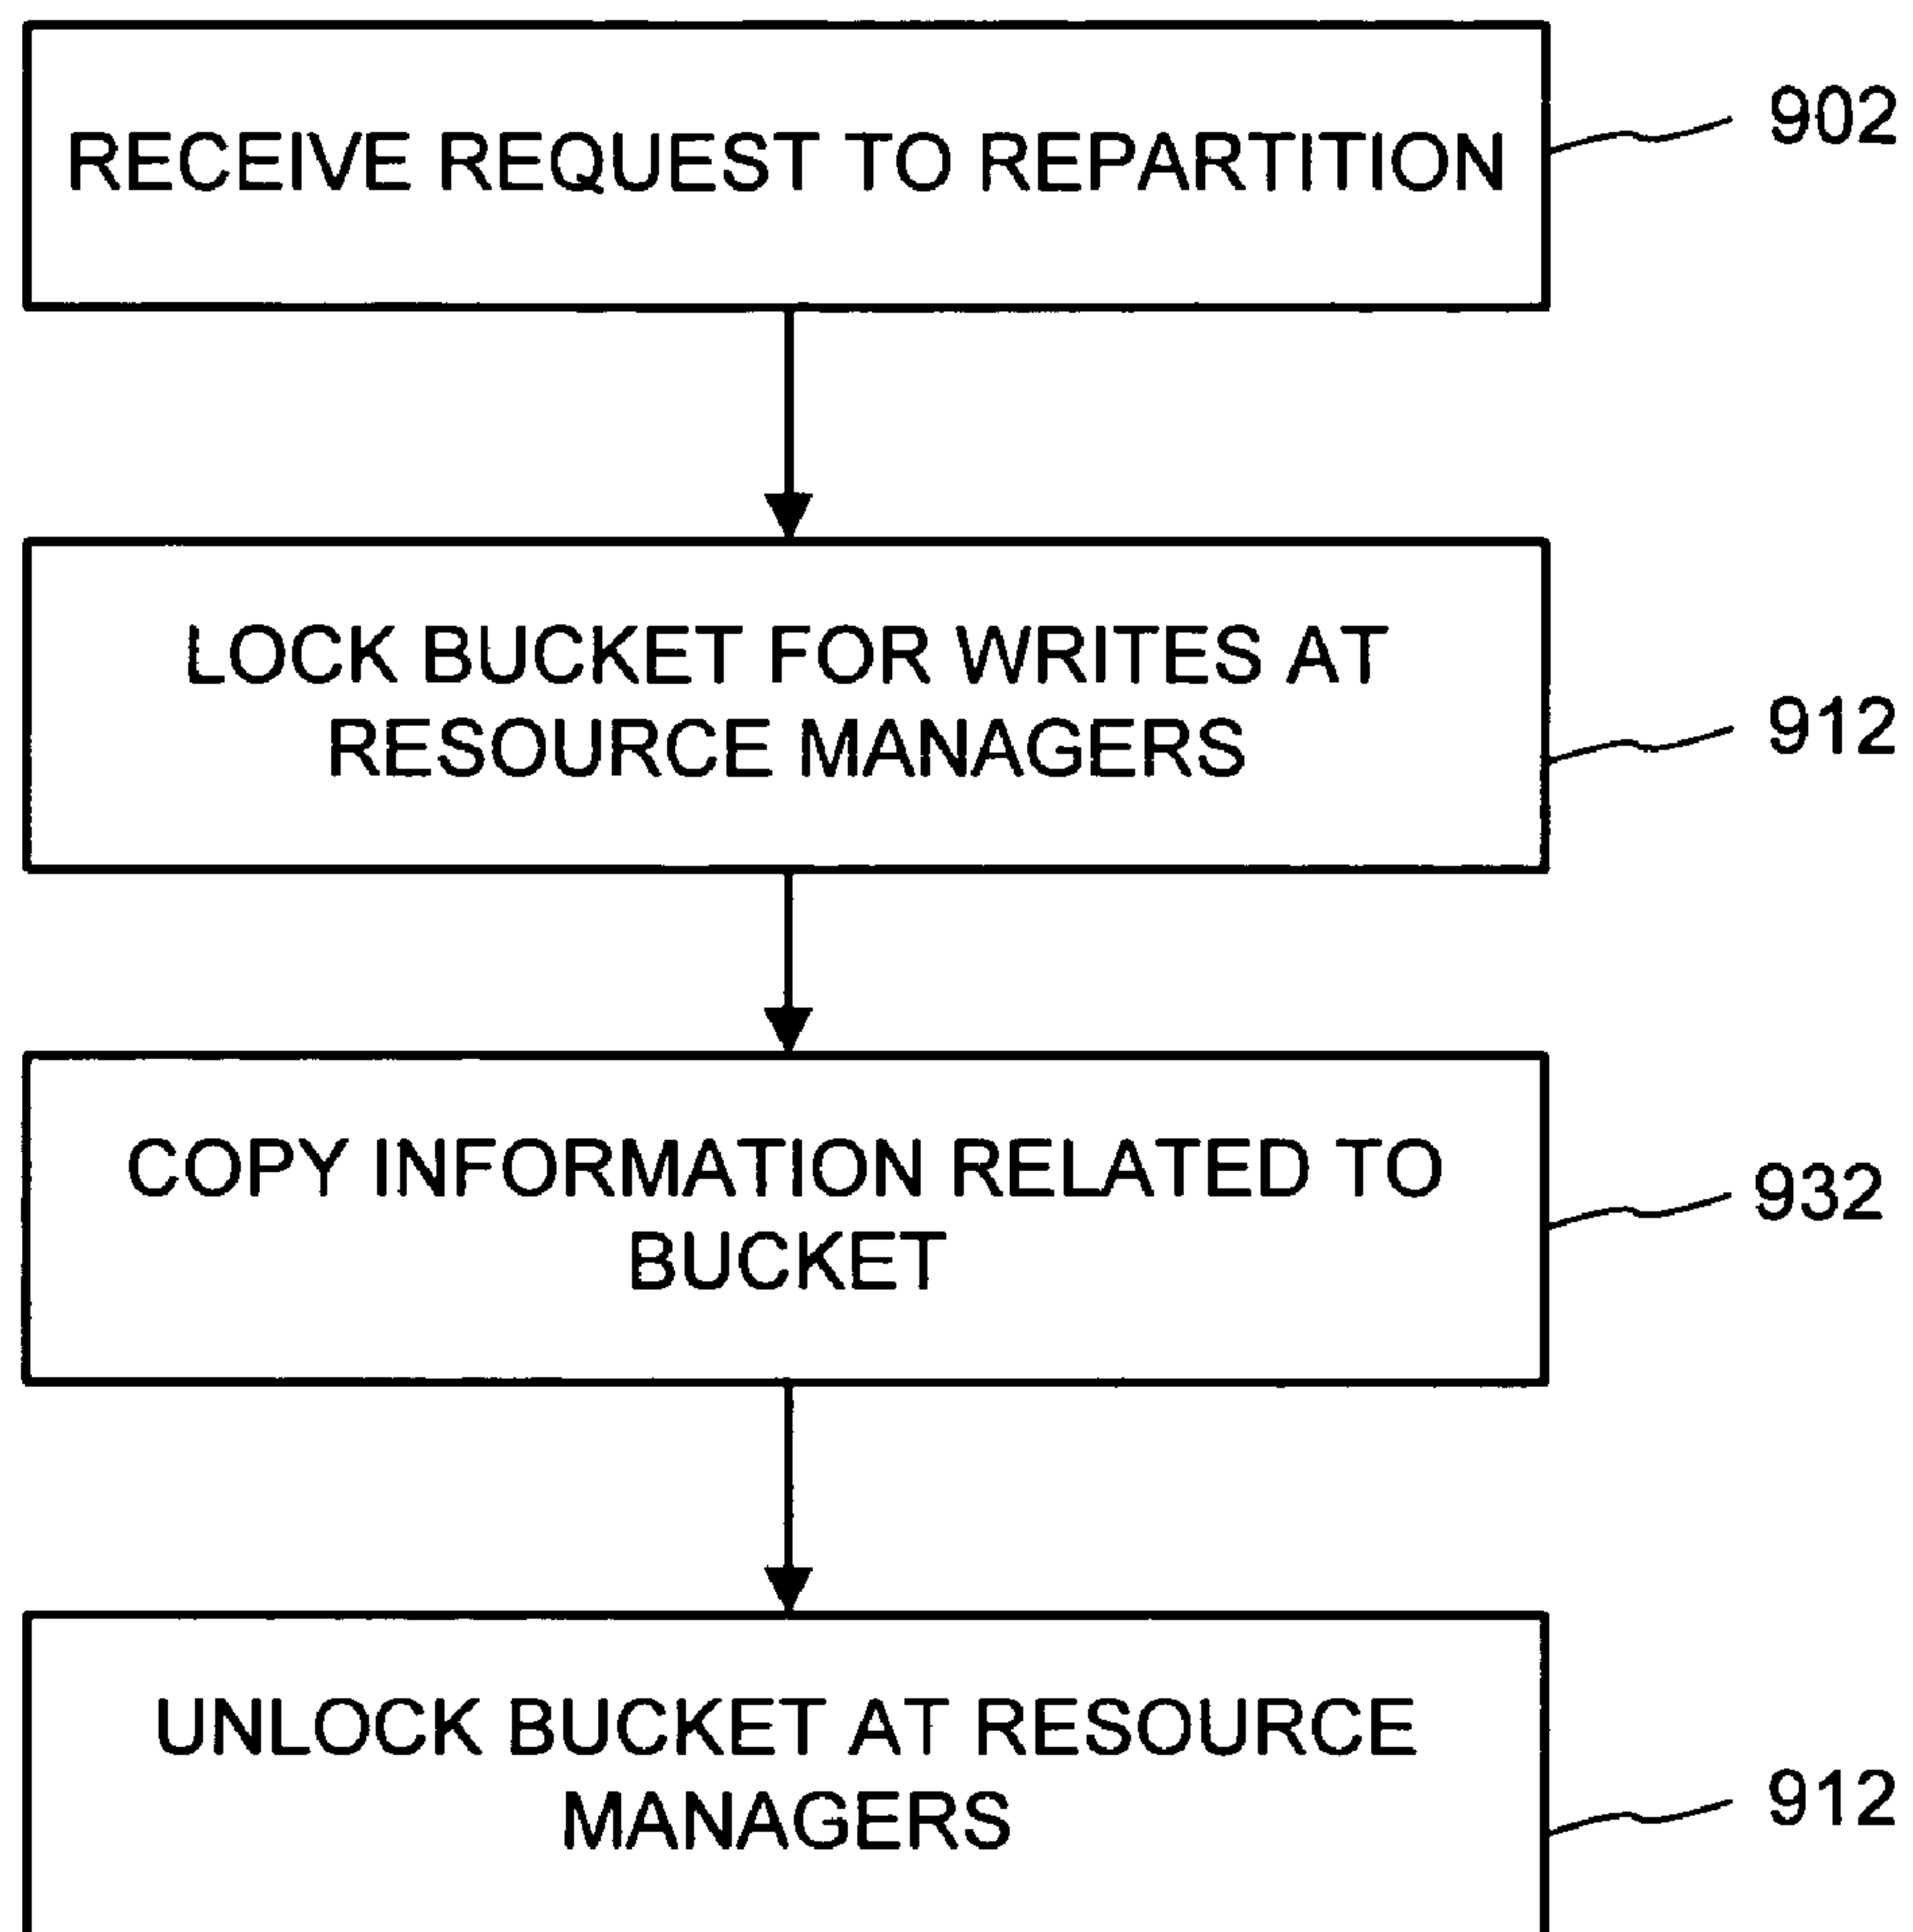 RECEIVE REQUEST TO REPARTITION
902
LOCK BUCKET FOR WRITES AT
RESOURCE MANAGERS
912
COPY INFORMATION RELATED TO
BUCKET
932
UNLOCK BUCKET AT RESOURCE
MANAGERS
912